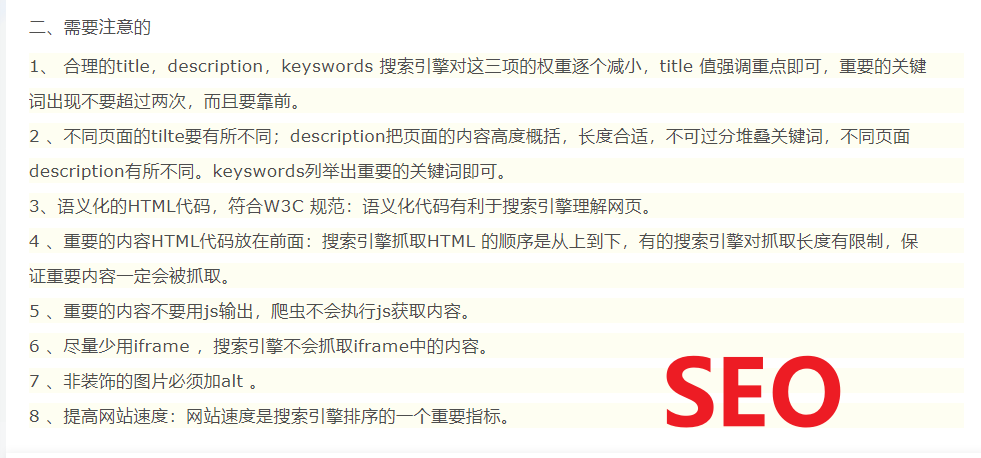 二、需要注意的
1、 合理的title，description，keyswords 搜索引擎对这三项的权重逐个减小，title 值强调重点即可，重要的关键
词出现不要超过两次，而且要靠前。
2 、不同页面的tilte要有所不同；description把页面的内容高度概括，长度合适，不可过分堆叠关键词，不同页面
description有所不同。keyswords列举出重要的关键词即可。
3、语义化的HTML代码，符合W3C 规范：语义化代码有利于搜索引擎理解网页。
4 、重要的内容HTML代码放在前面：搜索引擎抓取HTML 的顺序是从上到下，有的搜索引擎对抓取长度有限制，保
证重要内容一定会被抓取。
5 、重要的内容不要用js输出，爬虫不会执行js获取内容。
6 、尽量少用iframe ，搜索引擎不会抓取iframe中的内容。
7 、非装饰的图片必须加alt 。
8 、提高网站速度：网站速度是搜索引擎排序的一个重要指标。
SEO